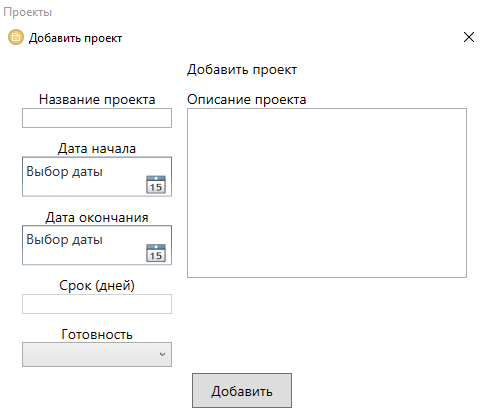 Проекты
Добавить проект
Добавить проект
Название проекта
Описание проекта
Дата начала
Выбор даты
15
Дата окончания
Выбор даты
15
Срок (дней)
Готовность
Добавить